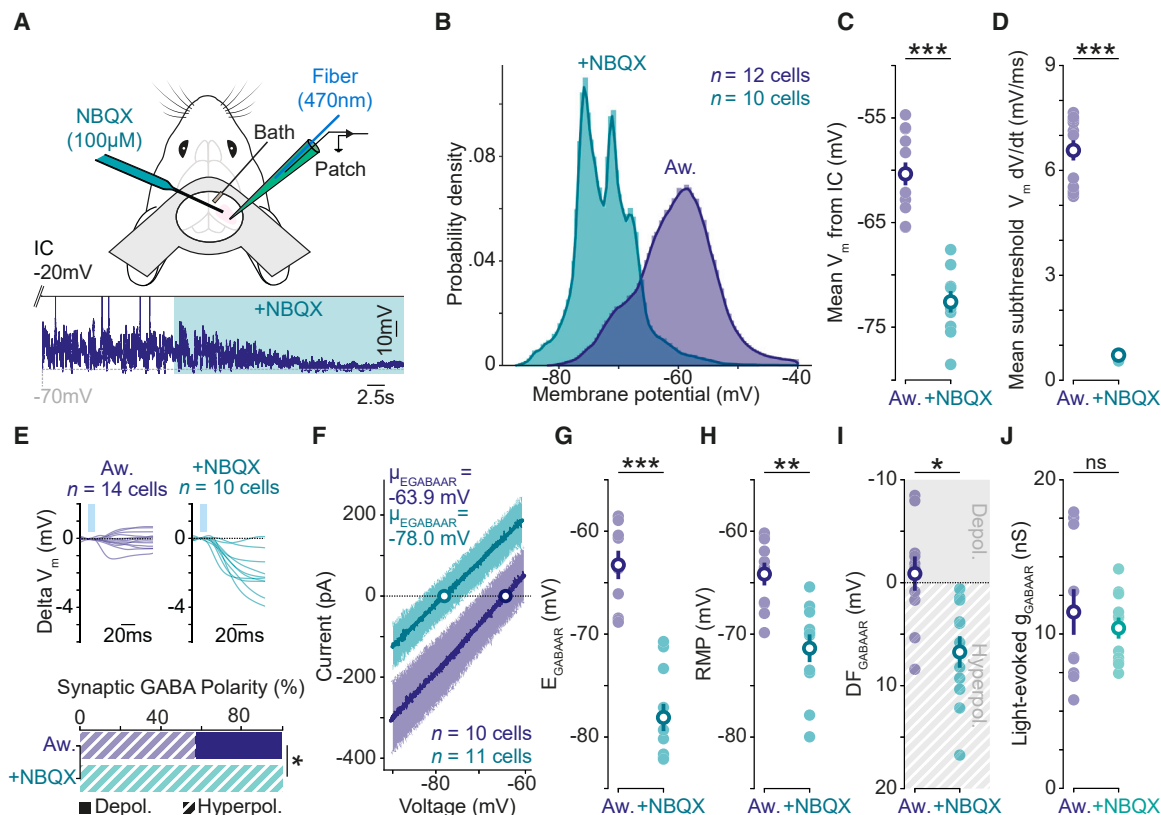 A
NBQX
(100µM)
Fiber
(470nm)
Bath
Patch
IC
-20mV
+NBQX
10mV
-70mV
2.5s
B
+NBQX
n = 12 cells
n = 10 cells
Aw.
Probability density
.08
.04
0
-80
-60
-40
Membrane potential (mV)
C
***
Mean Vm from IC (mV)
-55
-65
-75
Aw. +NBQX
D
***
Mean subthreshold Vm dV/dt (mV/ms)
9
6
3
0
Aw. +NBQX
E
Aw.
n = 14 cells
+NBQX
n = 10 cells
Delta Vm (mV)
0
-4
20ms
0
-4
20ms
Synaptic GABA Polarity (%)
0 40 60 80
Aw.
+NBQX
*
Depol. Hyperpol.
F
µEGABAAR =
-63.9 mV
µEGABAAR =
-78.0 mV
Current (pA)
200
0
-200
-400
n = 10 cells
n = 11 cells
-80
-60
Voltage (mV)
G
***
EGABAAR (mV)
-60
-70
-80
Aw. +NBQX
H
**
RMP (mV)
-60
-70
-80
Aw. +NBQX
I
*
DFGABAAR (mV)
-10
0
10
20
Depol.
Hyperpol.
Aw. +NBQX
J
ns
Light-evoked gGABAAR (nS)
20
10
0
Aw. +NBQX